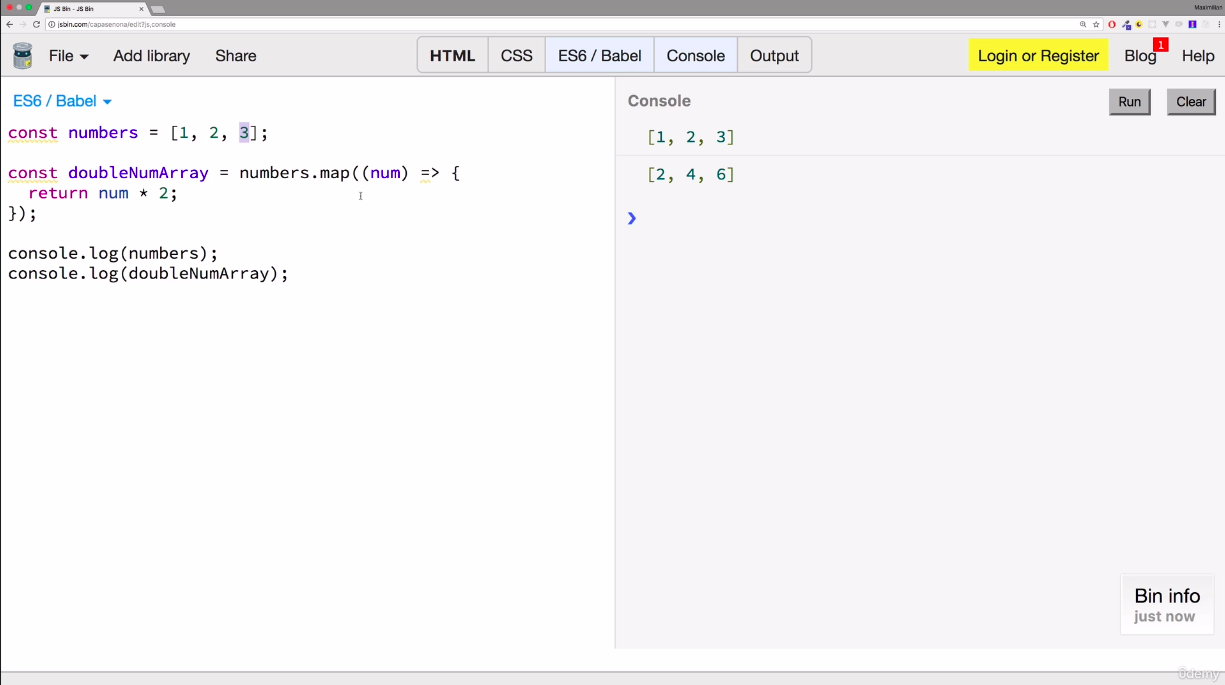 JS Bin - JS Bin
Maximilian
jsbin.com/capasenona/edit?js,console
File
Add library
Share
HTML
CSS
ES6 / Babel
Console
Output
Login or Register
Blog
1
Help
ES6 / Babel
const numbers = [1, 2, 3];
const doubleNumArray = numbers.map((num) => {
return num * 2;
});
console.log(numbers);
console.log(doubleNumArray);
Console
Run
Clear
[1, 2, 3]
[2, 4, 6]
Bin info
just now
Udemy